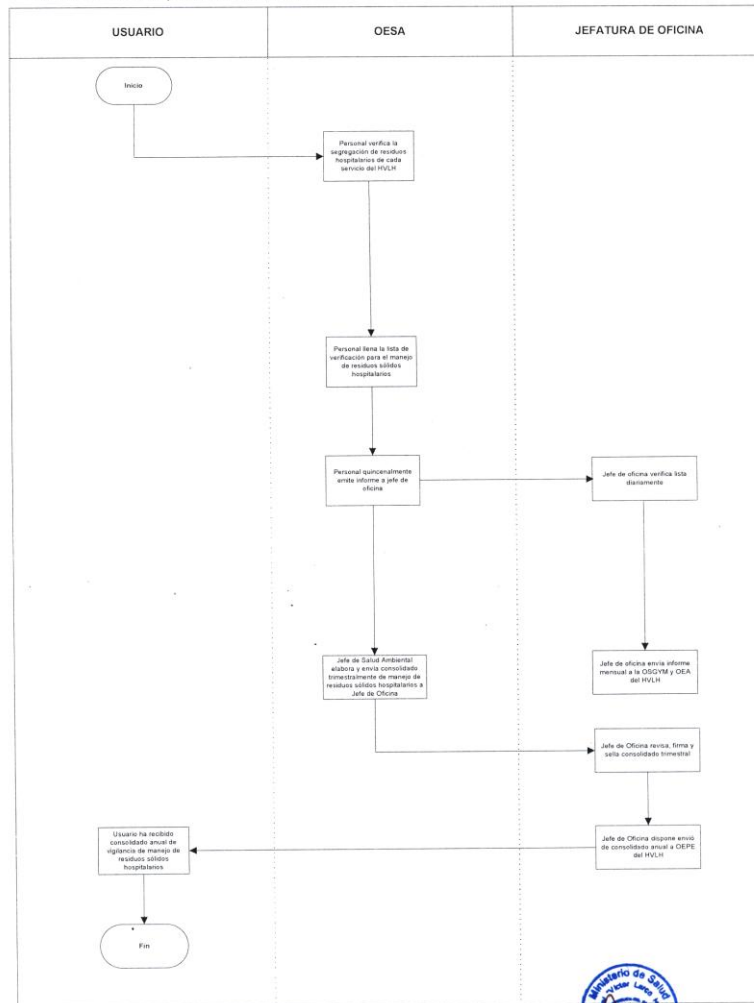 USUARIO
OESA
JEFATURA DE OFICINA
Inicio
Personal verifica la
segregación de residuos
hospitalarios de cada
servicio del HVLH
Personal llena la lista de
verificación para el manejo
de residuos sólidos
hospitalarios
Personal quincenalmente
emite informe a jefe de
oficina
Jefe de oficina verifica lista
diariamente
Jefe de Salud Ambiental
elabora y envía consolidado
trimestralmente de manejo de
residuos sólidos hospitalarios a
Jefe de Oficina
Jefe de oficina envía informe
mensual a la OSGYM y OEA
del HVLH
Jefe de Oficina revisa, firma y
sella consolidado trimestral
Jefe de Oficina dispone envió
de consolidado anual a OEPE
del HVLH
Usuario ha recibido
consolidado anual de
vigilancia de manejo de
residuos sólidos
hospitalarios
Fin
Ministerio de Salud
Victor Larco